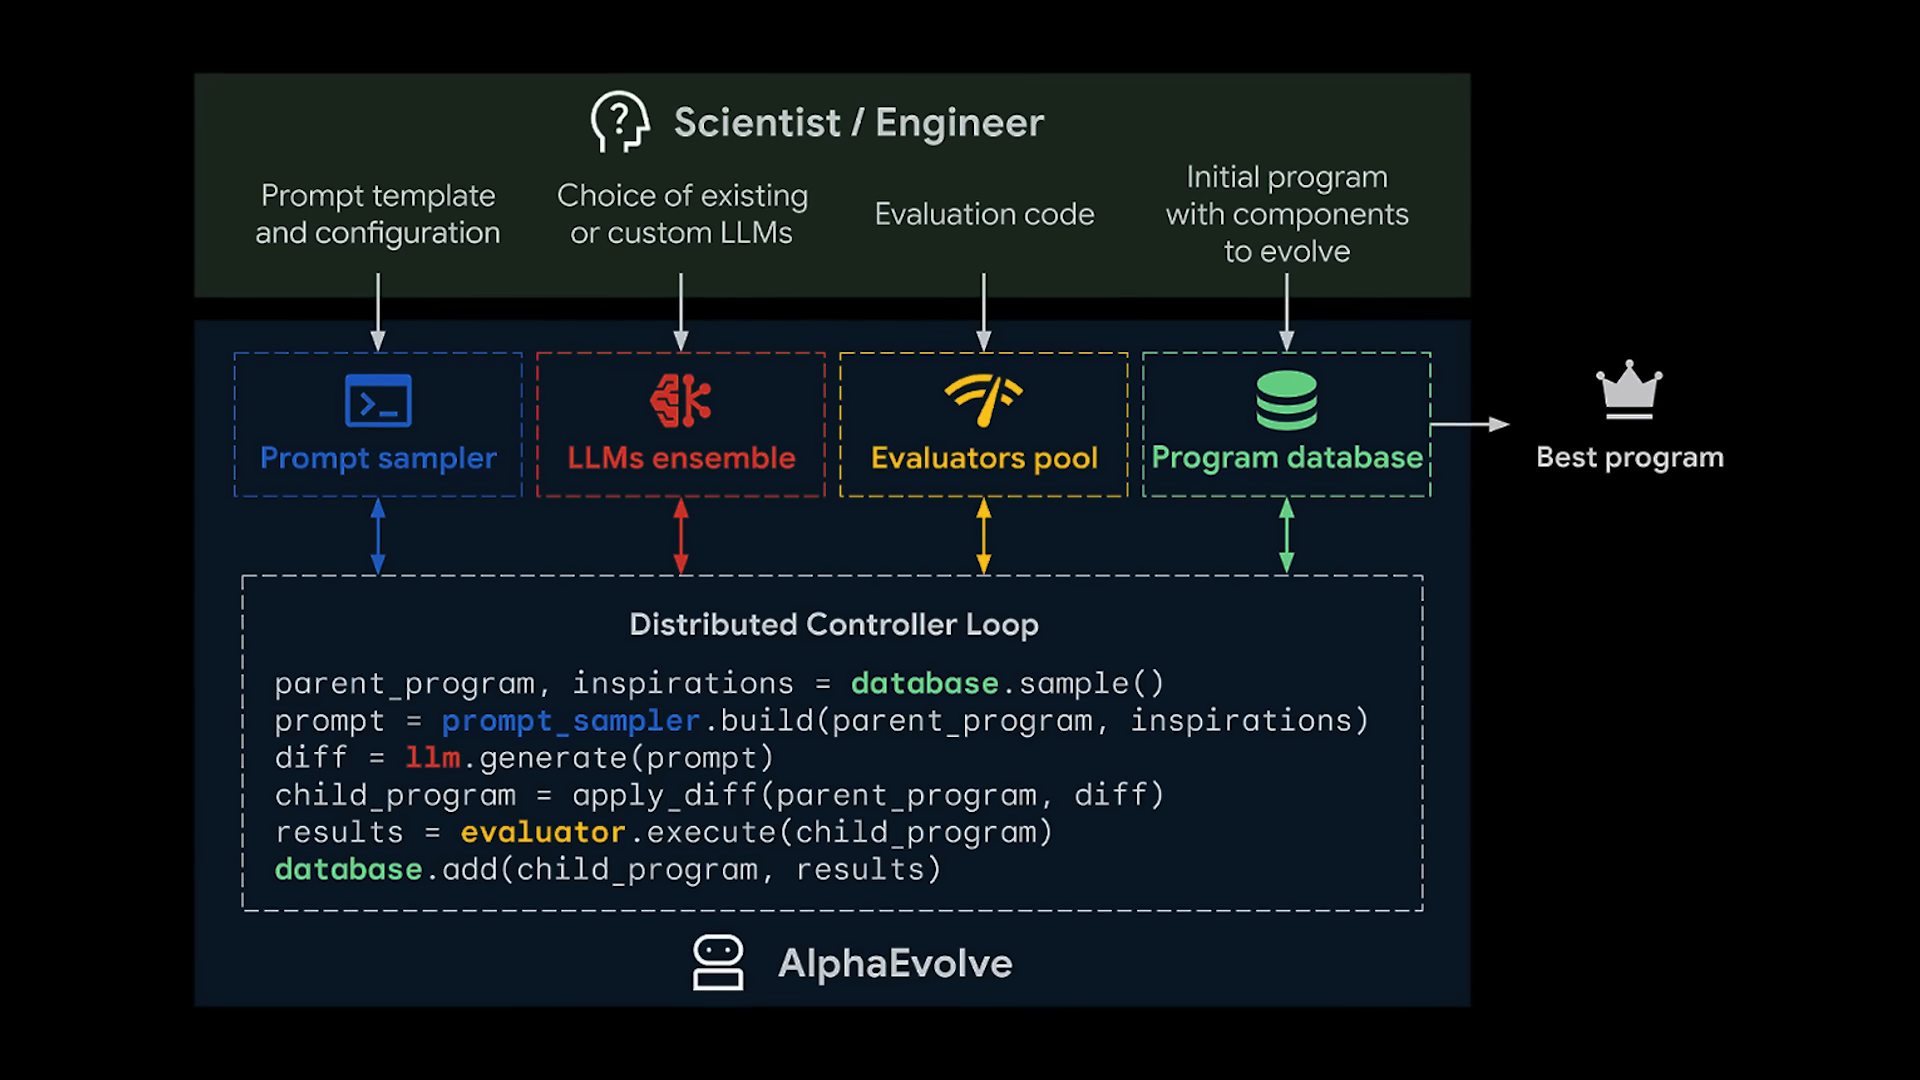 Scientist / Engineer
Prompt template
and configuration
Choice of existing
or custom LLMs
Evaluation code
Initial program
with components
to evolve
Prompt sampler
LLMs ensemble
Evaluators pool
Program database
Best program
Distributed Controller Loop
parent_program, inspirations = database.sample()
prompt = prompt_sampler.build(parent_program, inspirations)
diff = llm.generate(prompt)
child_program = apply_diff(parent_program, diff)
results = evaluator.execute(child_program)
database.add(child_program, results)
AlphaEvolve